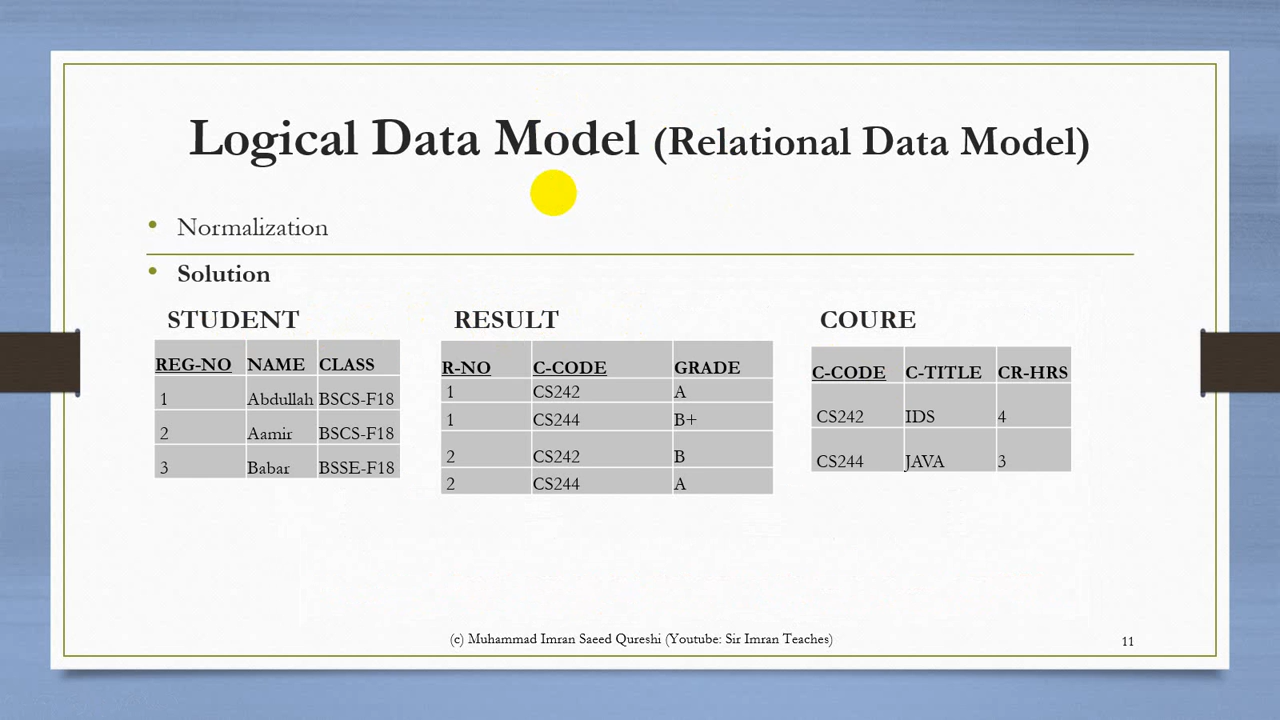 Logical Data Model (Relational Data Model)
• Normalization
• Solution
STUDENT
REG-NO NAME CLASS
1 Abdullah BSCS-F18
2 Aamir BSCS-F18
3 Babar BSSE-F18
RESULT
R-NO C-CODE GRADE
1 CS242 A
1 CS244 B+
2 CS242 B
2 CS244 A
COURE
C-CODE C-TITLE CR-HRS
CS242 IDS 4
CS244 JAVA 3
(c) Muhammad Imran Saeed Qureshi (Youtube: Sir Imran Teaches)
11